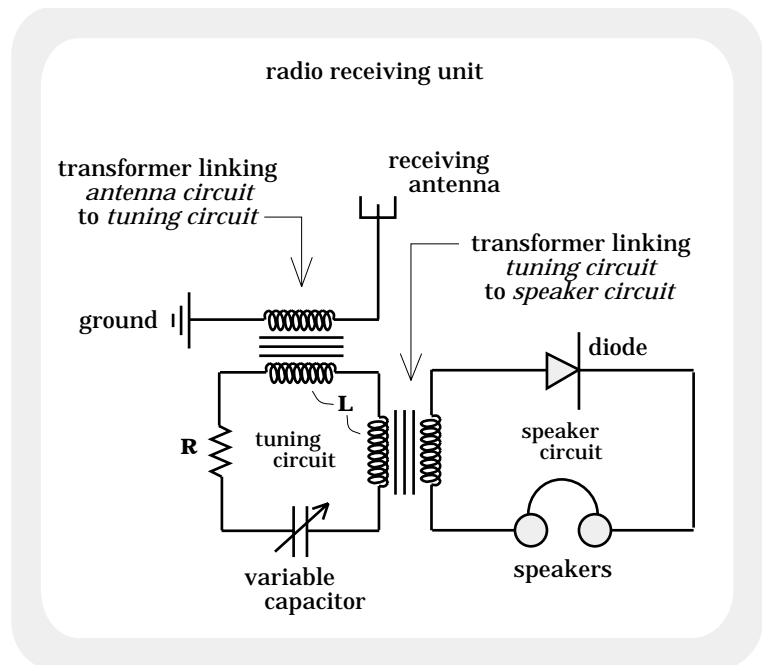 radio receiving unit
transformer linking
antenna circuit
to tuning circuit
receiving
antenna
transformer linking
tuning circuit
to speaker circuit
ground
diode
L
R
tuning
circuit
speaker
circuit
variable
capacitor
speakers